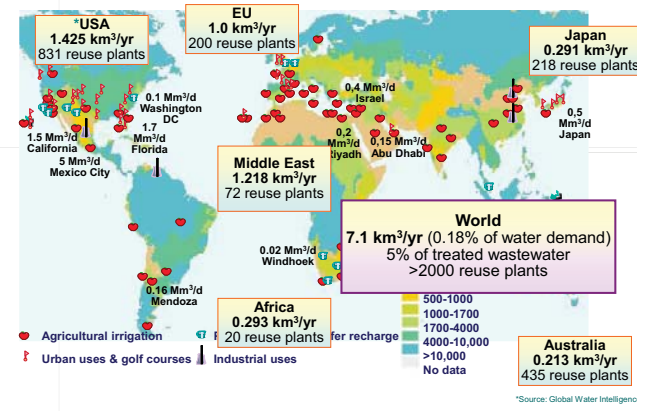 *USA
1.425 km³/yr
831 reuse plants
EU
1.0 km³/yr
200 reuse plants
Japan
0.291 km³/yr
218 reuse plants
0.1 Mm³/d
Washington
DC
0,4 Mm³/d
Israel
0,5
Mm³/d
Japan
1.5 Mm³/d
California
1.7
Mm³/d
Florida
5 Mm³/d
Mexico City
0,2
Mm³/d
Riyadh
0,15 Mm³/d
Abu Dhabi
Middle East
1.218 km³/yr
72 reuse plants
World
7.1 km³/yr (0.18% of water demand)
5% of treated wastewater
>2000 reuse plants
0.02 Mm³/d
Windhoek
0.16 Mm³/d
Mendoza
Africa
0.293 km³/yr
20 reuse plants
500-1000
1000-1700
1700-4000
4000-10,000
>10,000
No data
Agricultural irrigation
recharge
Urban uses & golf courses
Industrial uses
Australia
0.213 km³/yr
435 reuse plants
*Source: Global Water